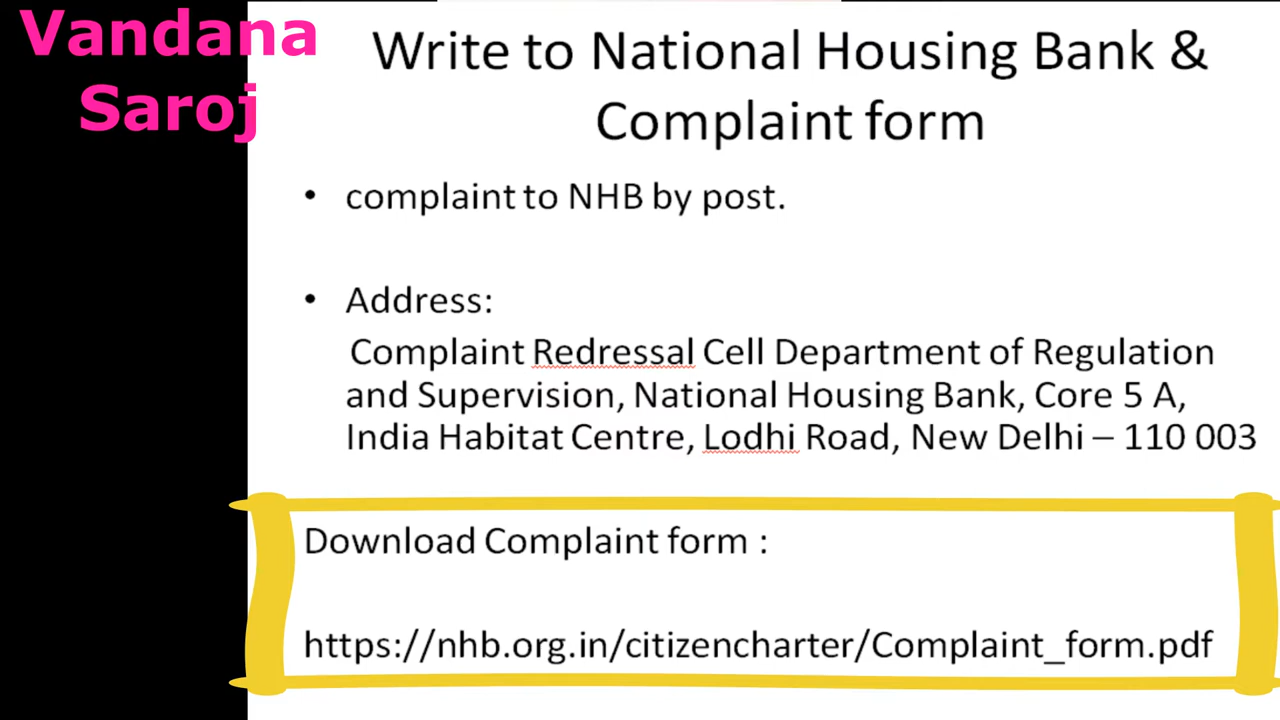 Vandana
Saroj
Write to National Housing Bank &
Complaint form
• complaint to NHB by post.
• Address:
Complaint Redressal Cell Department of Regulation
and Supervision, National Housing Bank, Core 5 A,
India Habitat Centre, Lodhi Road, New Delhi – 110 003
Download Complaint form :
https://nhb.org.in/citizencharter/Complaint_form.pdf